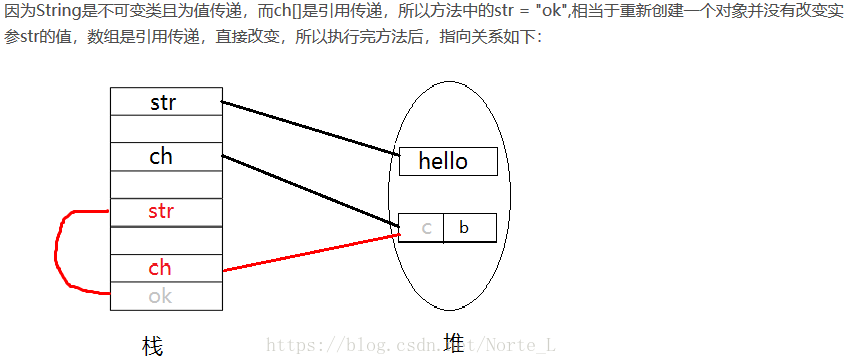 因为String是不可变类且为值传递，而ch[]是引用传递，所以方法中的str = "ok",相当于重新创建一个对象并没有改变实
参str的值，数组是引用传递，直接改变，所以执行完方法后，指向关系如下：
str
hello
ch
str
c b
ch
ok
栈
堆
https://blog.csdn.net/Norte_L